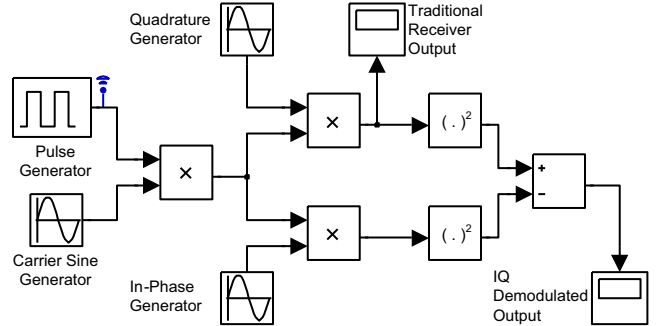 Quadrature
Generator
Traditional
Receiver
Output
Pulse
Generator
×
×
( . )²
+
−
Carrier Sine
Generator
In-Phase
Generator
×
( . )²
IQ
Demodulated
Output